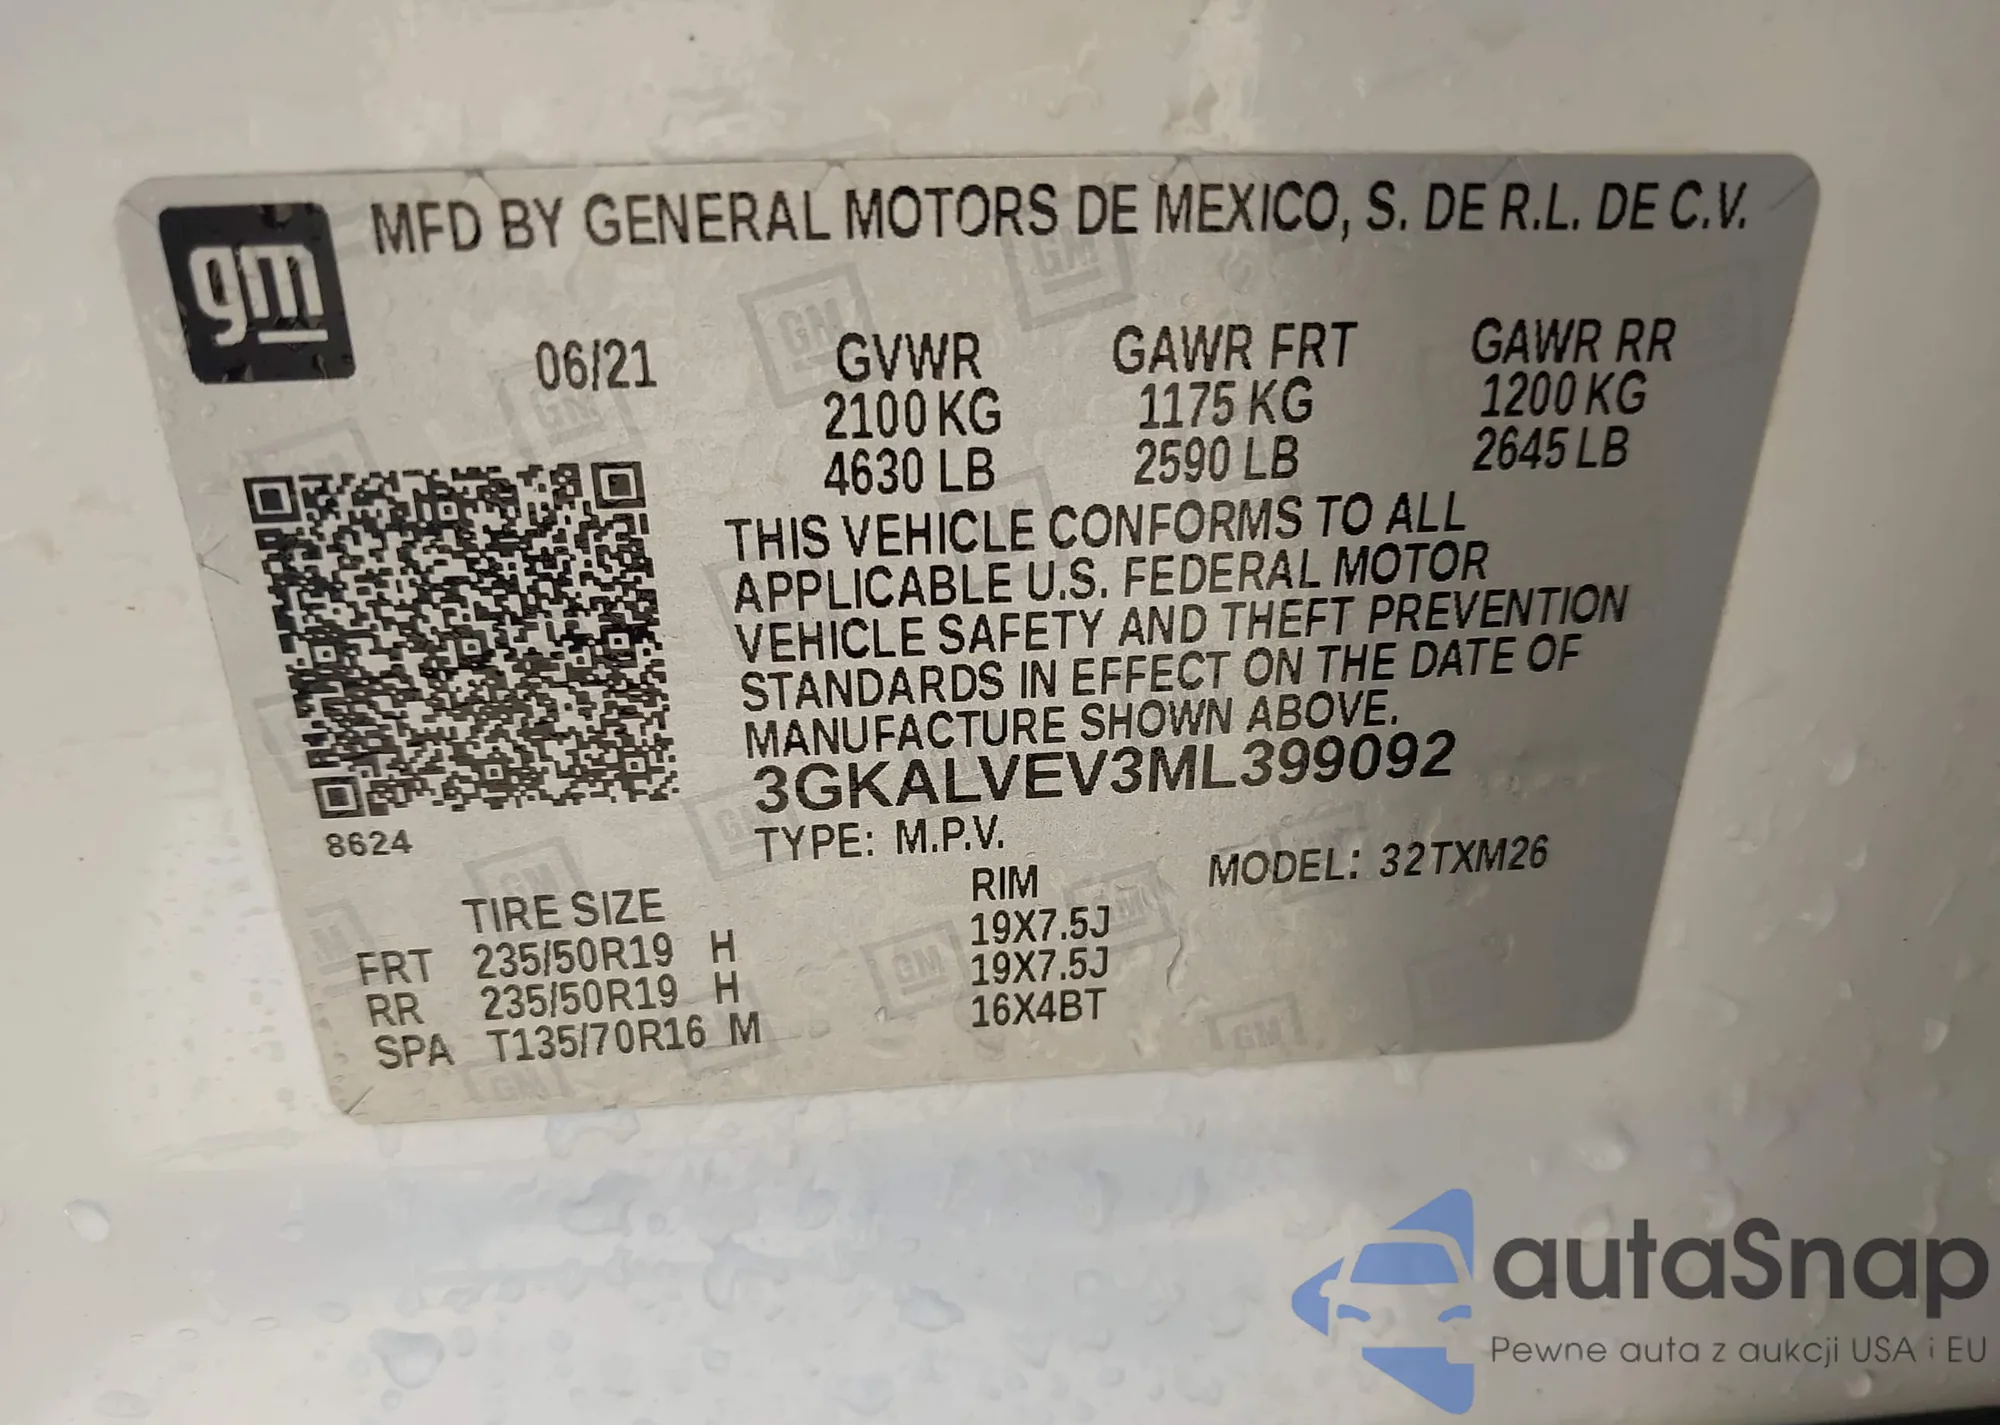 gm
MFD BY GENERAL MOTORS DE MEXICO, S. DE R.L. DE C.V.
06/21 GVWR GAWR FRT GAWR RR
2100 KG 1175 KG 1200 KG
4630 LB 2590 LB 2645 LB
THIS VEHICLE CONFORMS TO ALL
APPLICABLE U.S. FEDERAL MOTOR
VEHICLE SAFETY AND THEFT PREVENTION
STANDARDS IN EFFECT ON THE DATE OF
MANUFACTURE SHOWN ABOVE.
3GKALVEV3ML399092
8624
TYPE: M.P.V. MODEL: 32TXM26
TIRE SIZE RIM
FRT 235/50R19 H 19X7.5J
RR 235/50R19 H 19X7.5J
SPA T135/70R16 M 16X4BT
autoSnap
Pewne auta z aukcji USA i EU